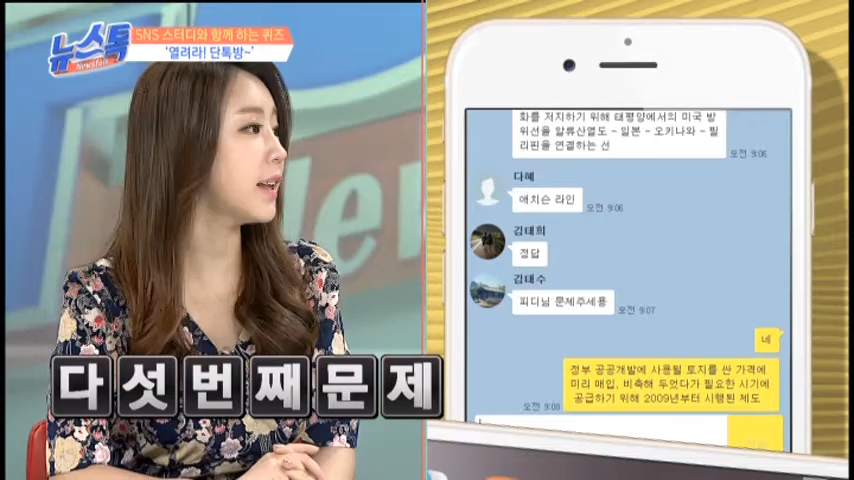 뉴스톡
Newstalk
SNS 스터디와 함께 하는 퀴즈
'열려라! 단톡방~'
화를 저지하기 위해 태평양에서의 미국 방
위선을 알류산열도 - 일본 - 오키나와 - 필
리핀을 연결하는 선
오전 9:06
다혜
애치슨 라인
오전 9:06
김태희
정답
김태수
피디님 문제주세용
오전 9:07
네
정부 공공개발에 사용될 토지를 싼 가격에
미리 매입, 비축해 두었다가 필요한 시기에
공급하기 위해 2009년부터 시행된 제도
오전 9:08
다섯번째문제